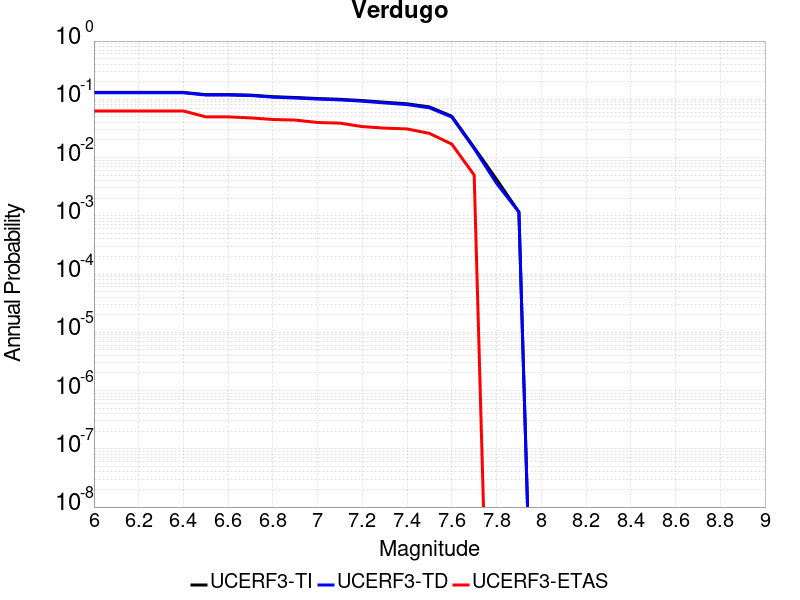 Verdugo
10^0
10^-1
10^-2
10^-3
10^-4
10^-5
10^-6
10^-7
10^-8
Annual Probability
6 6.2 6.4 6.6 6.8 7 7.2 7.4 7.6 7.8 8 8.2 8.4 8.6 8.8 9
Magnitude
UCERF3-TI UCERF3-TD UCERF3-ETAS